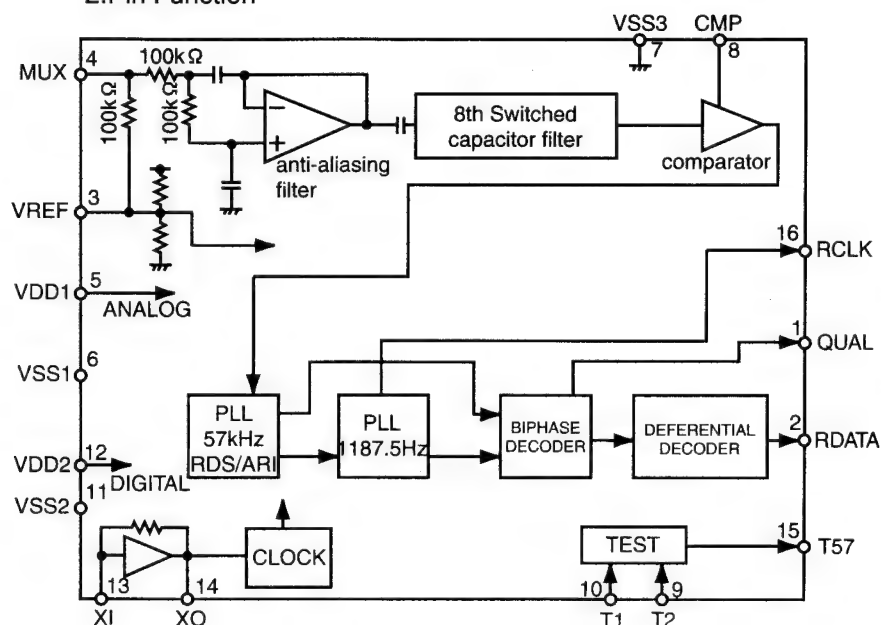 2.Pin Function
VSS3
CMP
7
8
MUX
4
100kΩ
100kΩ
100kΩ
anti-aliasing
filter
8th Switched
capacitor filter
comparator
VREF
3
16
RCLK
VDD1
5
ANALOG
1
QUAL
VSS1
6
PLL
57kHz
RDS/ARI
PLL
1187.5Hz
BIPHASE
DECODER
DEFERENTIAL
DECODER
2
RDATA
VDD2
12
DIGITAL
VSS2
11
CLOCK
TEST
15
T57
13
14
10
9
XI
XO
T1
T2